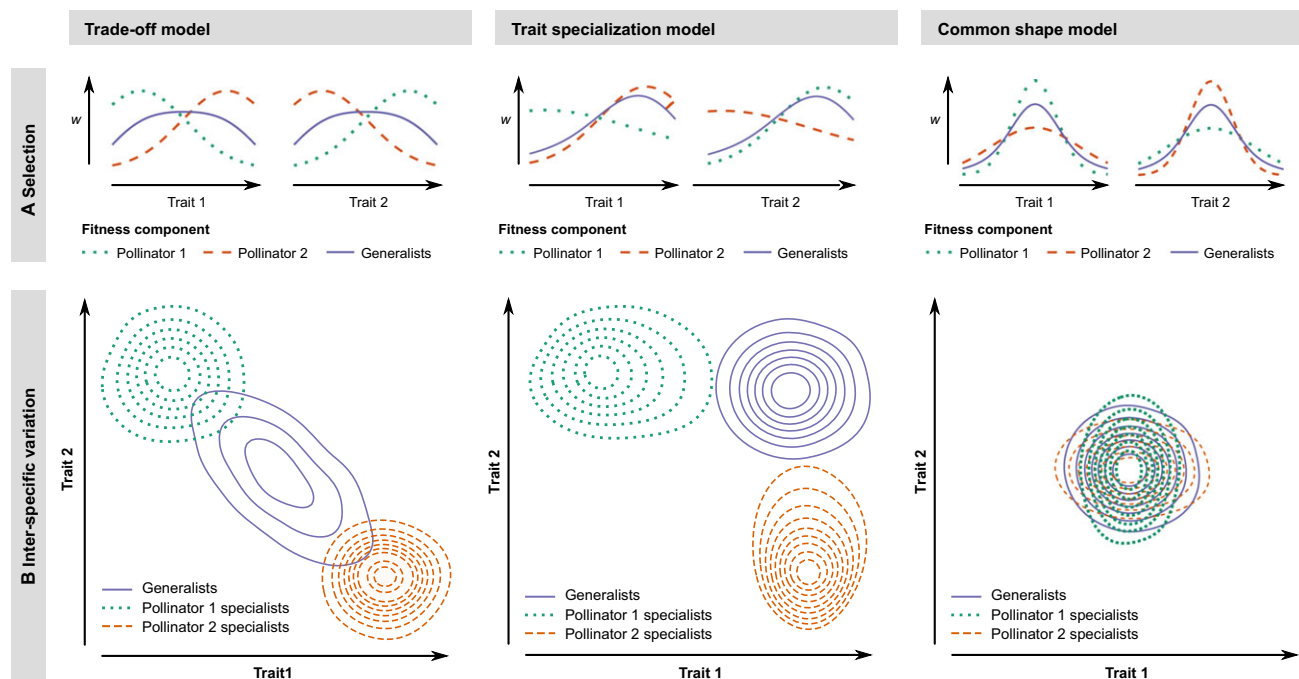 Trade-off model
Trait specialization model
Common shape model
A Selection
w
Trait 1
Trait 2
Fitness component
Pollinator 1
Pollinator 2
Generalists
w
Trait 1
Trait 2
Fitness component
Pollinator 1
Pollinator 2
Generalists
w
Trait 1
Trait 2
Fitness component
Pollinator 1
Pollinator 2
Generalists
B Inter-specific variation
Trait 2
Generalists
Pollinator 1 specialists
Pollinator 2 specialists
Trait1
Trait 2
Generalists
Pollinator 1 specialists
Pollinator 2 specialists
Trait 1
Trait 2
Generalists
Pollinator 1 specialists
Pollinator 2 specialists
Trait 1